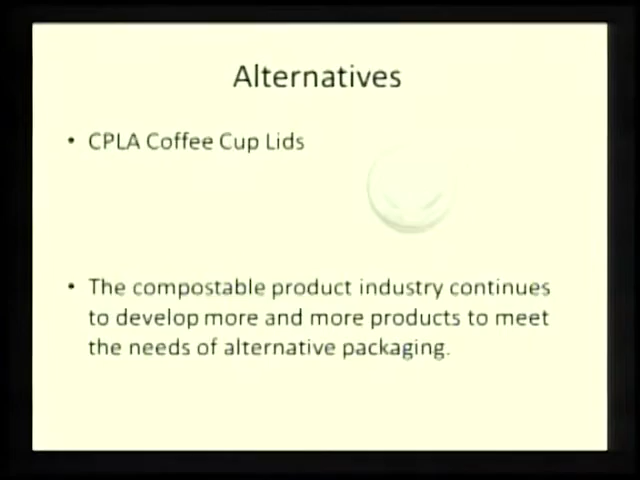 Alternatives
• CPLA Coffee Cup Lids
• The compostable product industry continues
to develop more and more products to meet
the needs of alternative packaging.